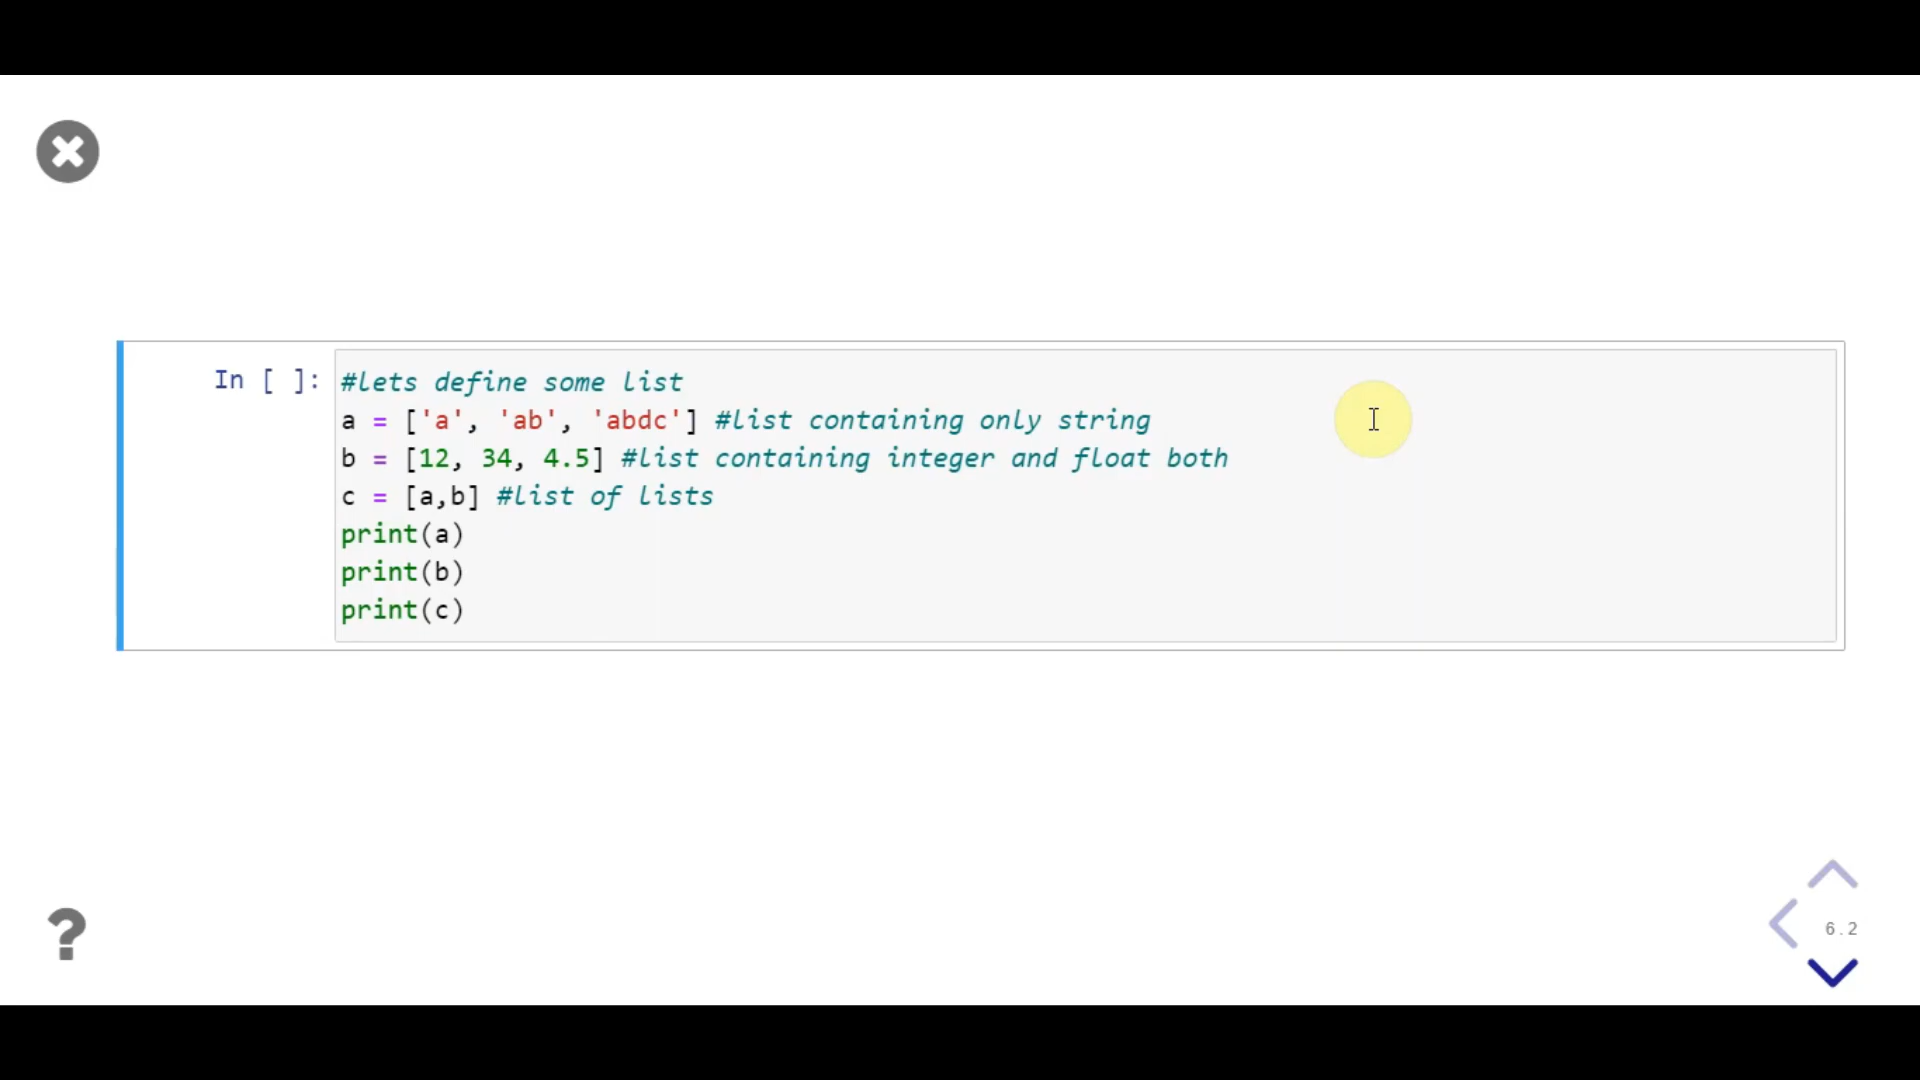 In [ ]:
#lets define some list
a = ['a', 'ab', 'abdc'] #list containing only string
b = [12, 34, 4.5] #list containing integer and float both
c = [a,b] #list of lists
print(a)
print(b)
print(c)
?
6.2